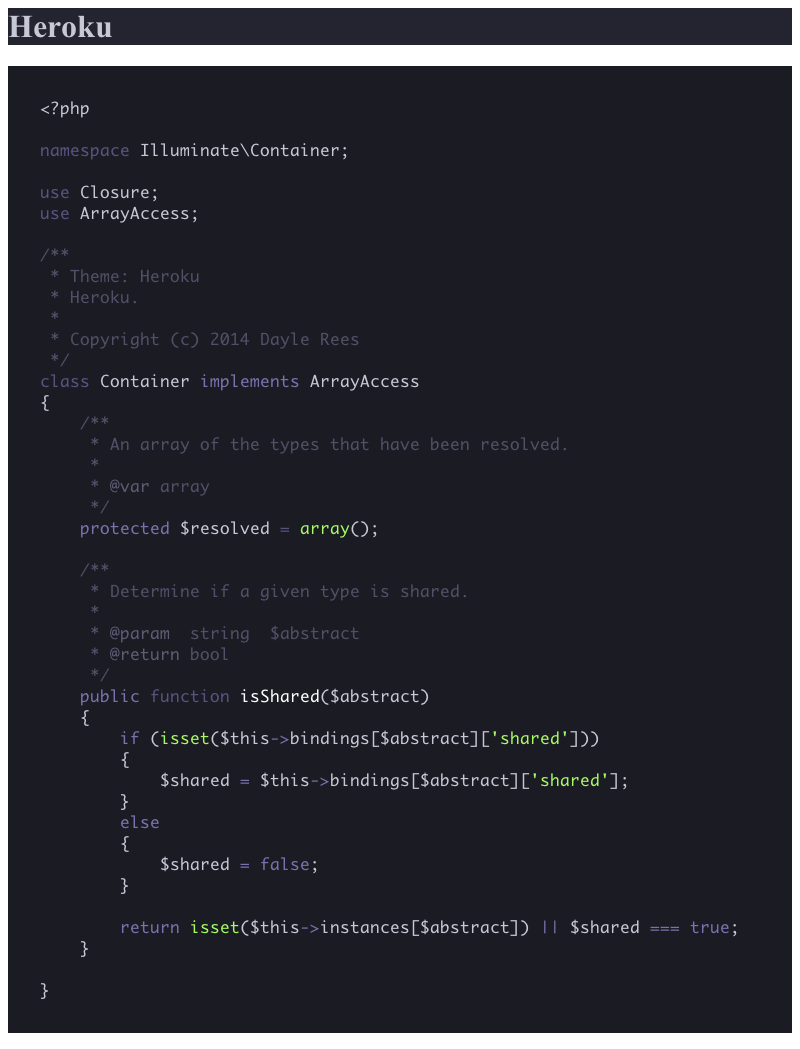 Heroku
<?php
namespace Illuminate\Container;
use Closure;
use ArrayAccess;
/**
 * Theme: Heroku
 * Heroku.
 *
 * Copyright (c) 2014 Dayle Rees
 */
class Container implements ArrayAccess
{
    /**
     * An array of the types that have been resolved.
     *
     * @var array
     */
    protected $resolved = array();
    /**
     * Determine if a given type is shared.
     *
     * @param  string  $abstract
     * @return bool
     */
    public function isShared($abstract)
    {
        if (isset($this->bindings[$abstract]['shared']))
        {
            $shared = $this->bindings[$abstract]['shared'];
        }
        else
        {
            $shared = false;
        }
        return isset($this->instances[$abstract]) || $shared === true;
    }
}